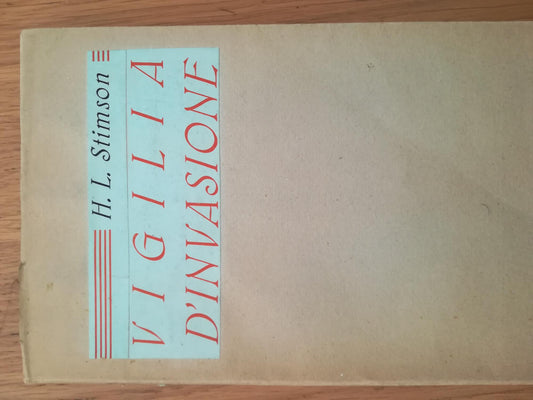 H. L. Stimson
VIGILIA
D'INVASIONE